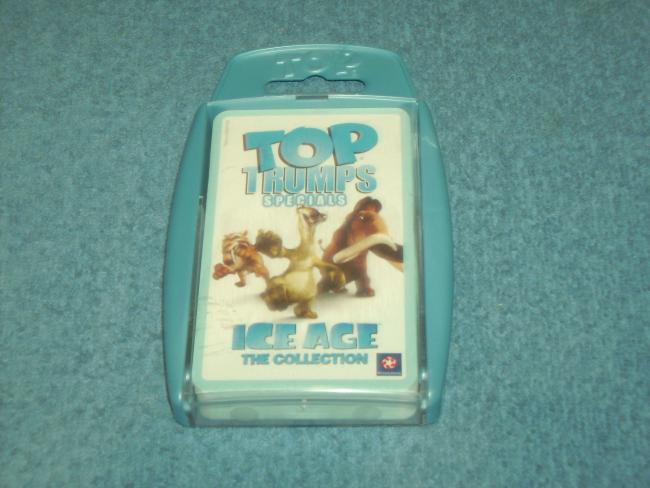 TOP
TOP
TRUMPS
SPECIALS
ICE AGE
THE COLLECTION